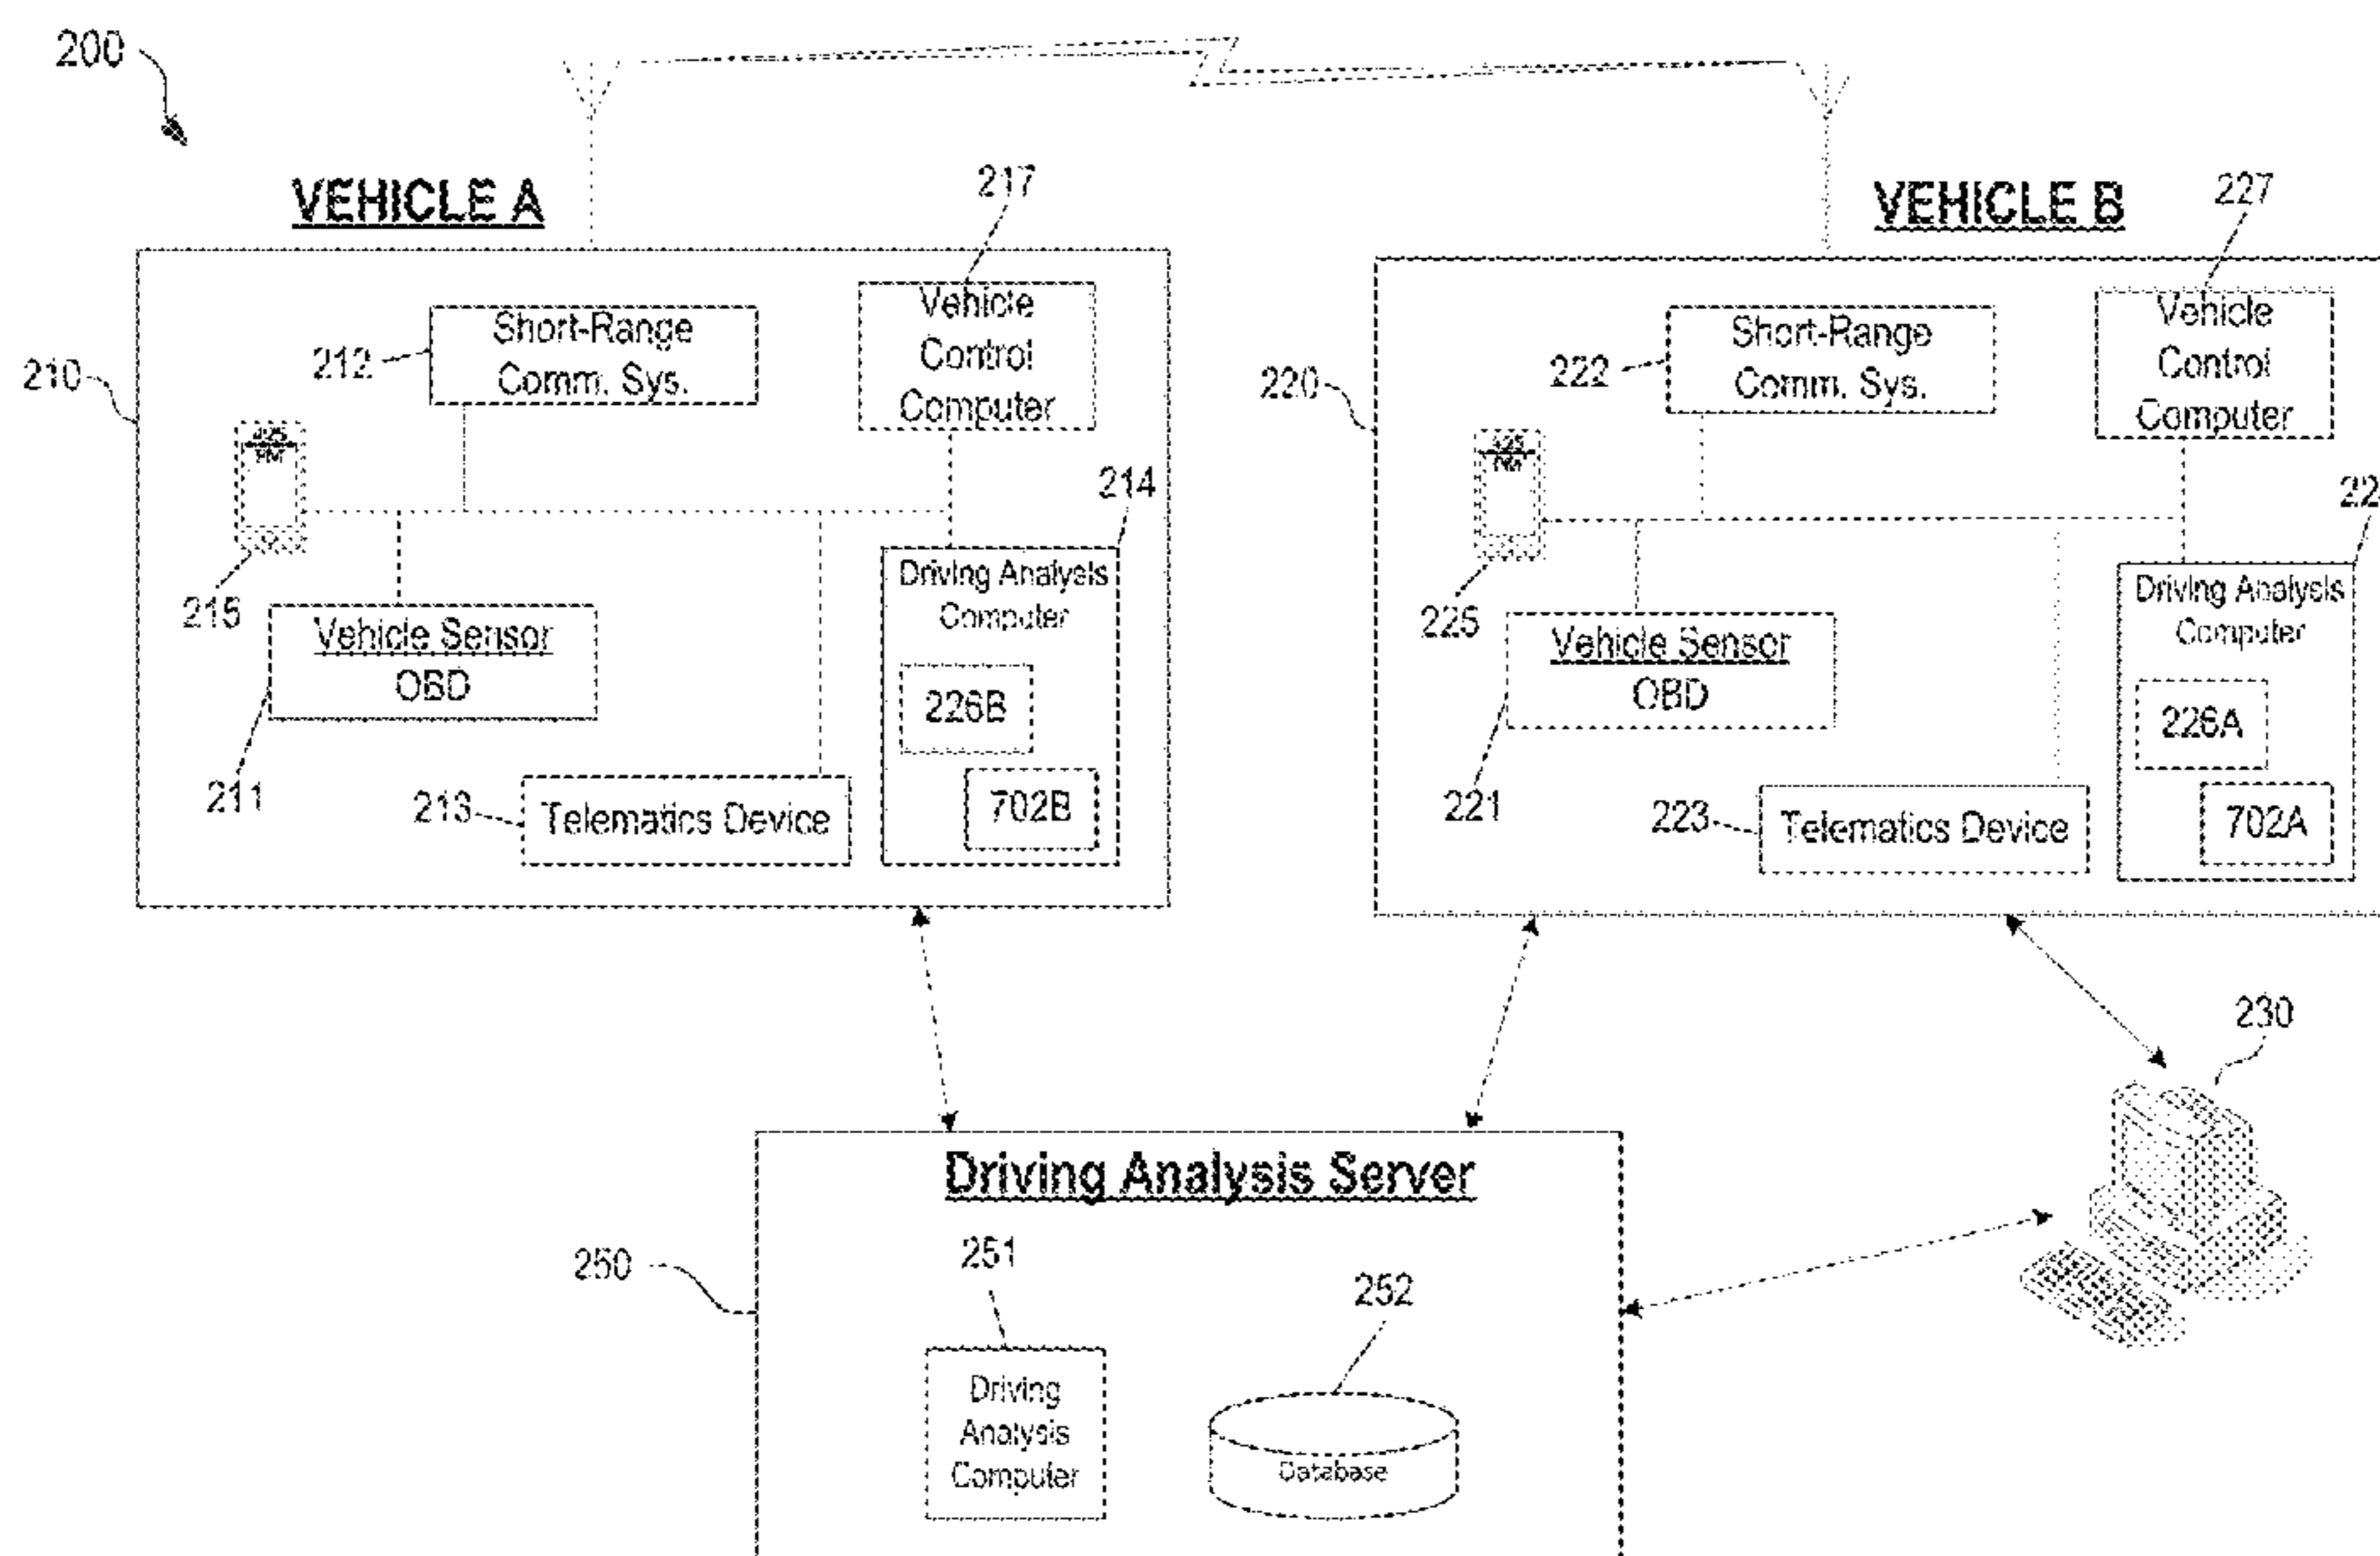 200
VEHICLE A
217
VEHICLE B
227
Short-Range
Comm. Sys.
212
Vehicle
Control
Computer
210
Short-Range
Comm. Sys.
222
Vehicle
Control
Computer
220
214
215
Driving Analysis
Computer
Vehicle Sensor
OBD
226B
702B
211
213
Telematics Device
225
Driving Analysis
Computer
Vehicle Sensor
OBD
226A
702A
221
223
Telematics Device
230
Driving Analysis Server
250
251
252
Driving
Analysis
Computer
Database